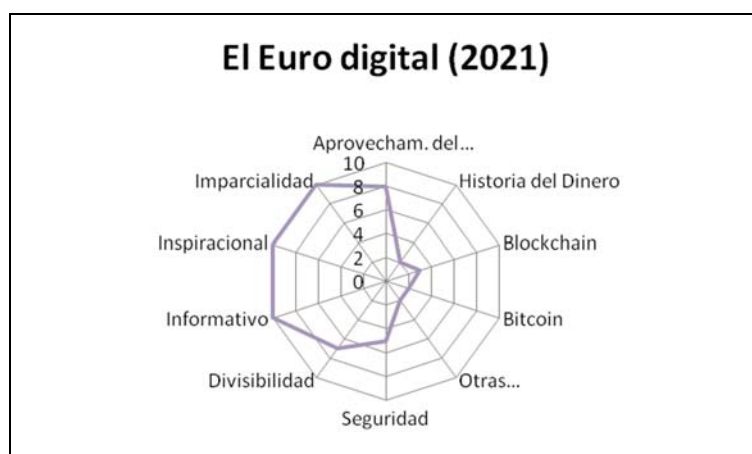 El Euro digital (2021)
Aprovecham. del...
Historia del Dinero
Blockchain
Bitcoin
Otras...
Seguridad
Divisibilidad
Informativo
Inspiracional
Imparcialidad
10
8
6
4
2
0